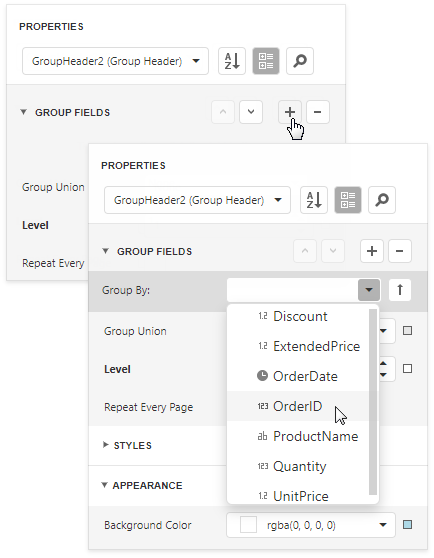 PROPERTIES
GroupHeader2 (Group Header)
A
Z
GROUP FIELDS
Group Union
Level
Repeat Every
PROPERTIES
GroupHeader2 (Group Header)
A
Z
GROUP FIELDS
Group By:
Group Union
Level
Repeat Every Page
1.2 Discount
1.2 ExtendedPrice
OrderDate
123 OrderID
ab ProductName
123 Quantity
1.2 UnitPrice
STYLES
APPEARANCE
Background Color rgba(0, 0, 0, 0)